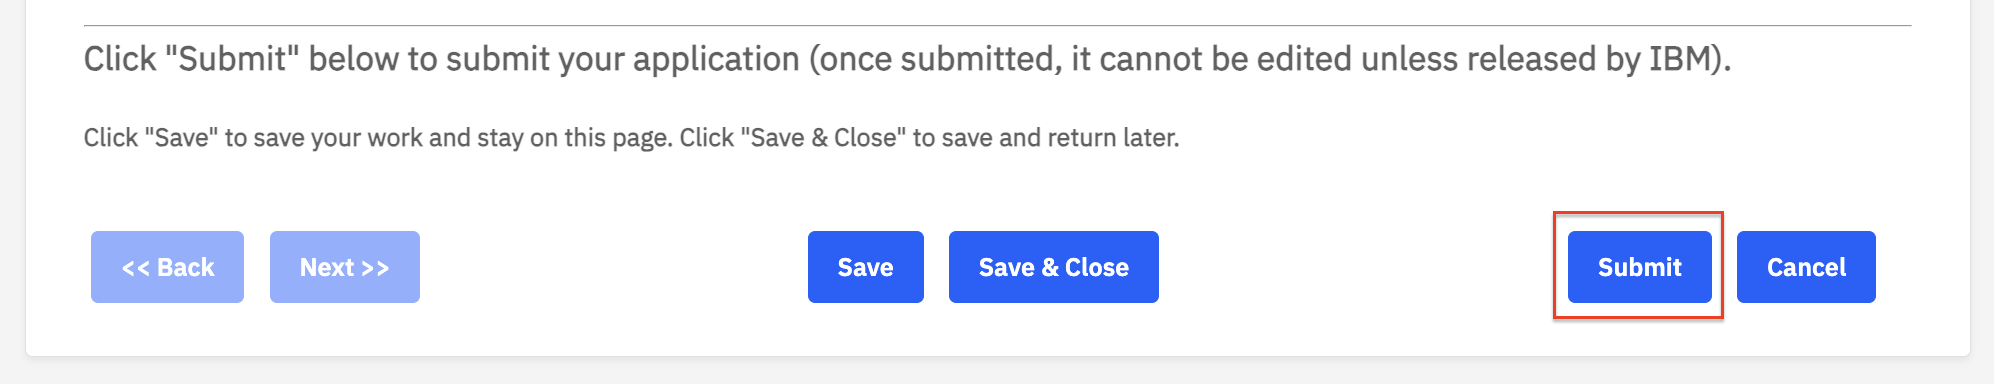 Click "Submit" below to submit your application (once submitted, it cannot be edited unless released by IBM).
Click "Save" to save your work and stay on this page. Click "Save & Close" to save and return later.
<< Back Next >> Save Save & Close Submit Cancel